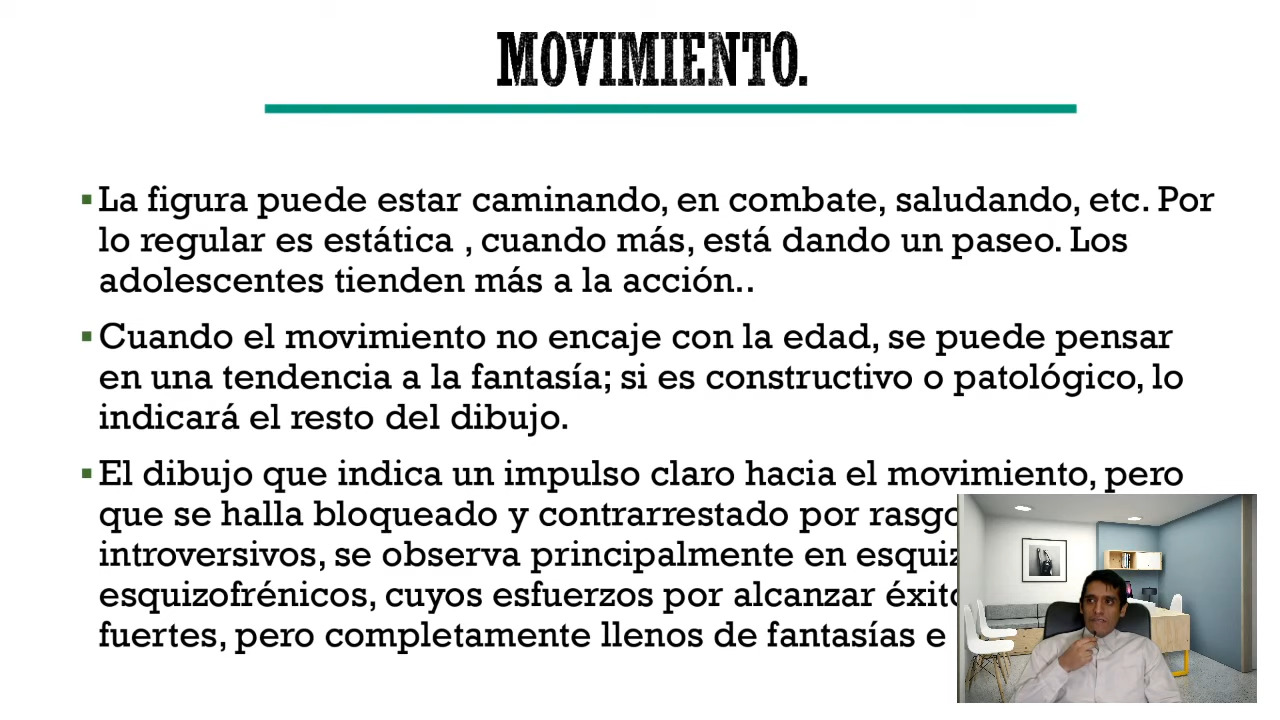 MOVIMIENTO.
La figura puede estar caminando, en combate, saludando, etc. Por
lo regular es estática , cuando más, está dando un paseo. Los
adolescentes tienden más a la acción..
Cuando el movimiento no encaje con la edad, se puede pensar
en una tendencia a la fantasía; si es constructivo o patológico, lo
indicará el resto del dibujo.
El dibujo que indica un impulso claro hacia el movimiento, pero
que se halla bloqueado y contrarrestado por
introversivos, se observa principalmente en
esquizofrénicos, cuyos esfuerzos por alcanzar
fuertes, pero completamente llenos de fantasías e